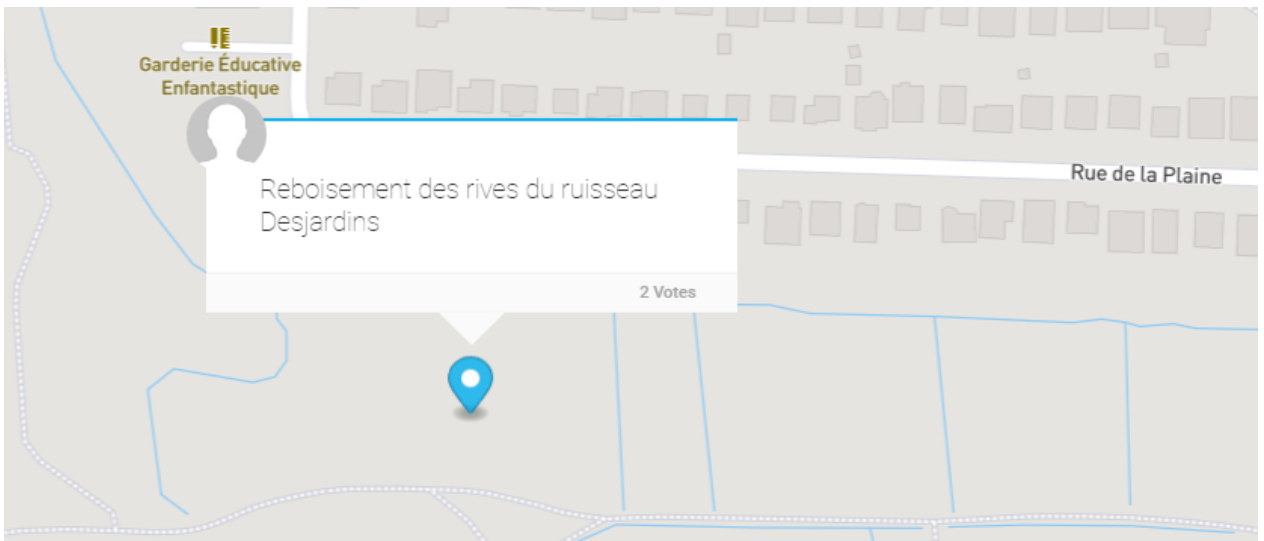 Garderie Éducative
Enfantastique
Reboisement des rives du ruisseau
Desjardins
2 Votes
Rue de la Plaine